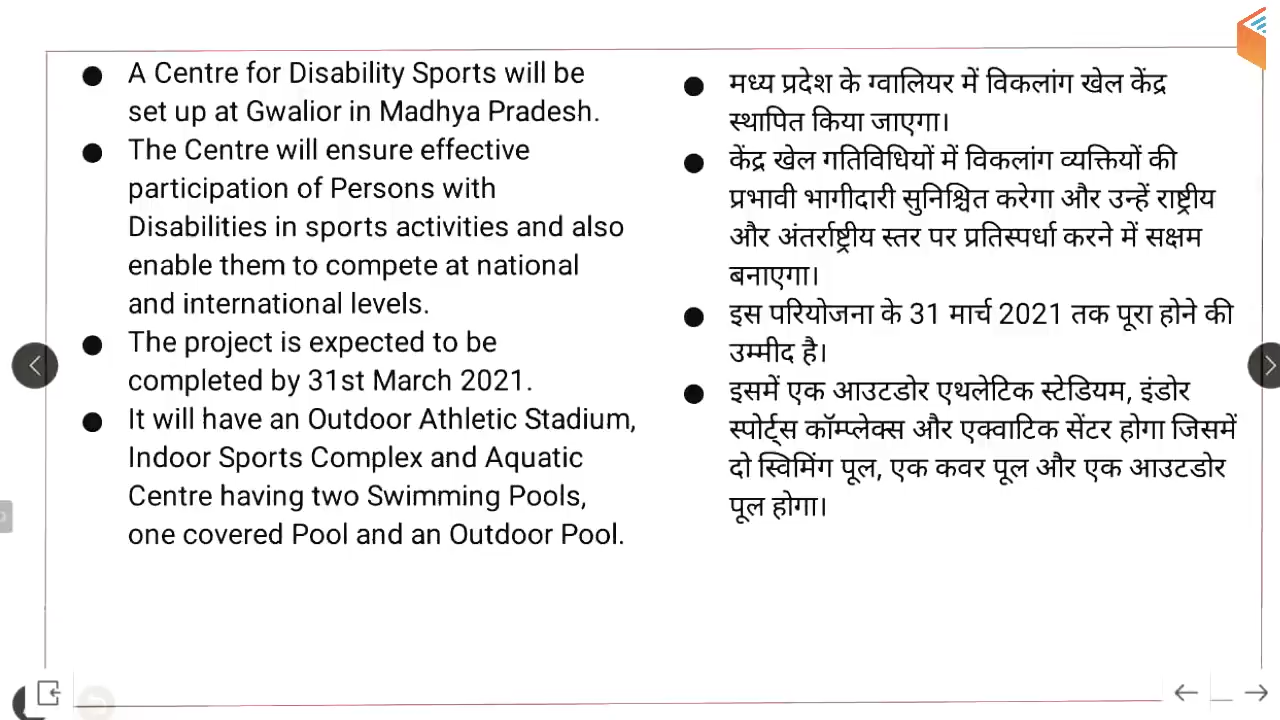 ● A Centre for Disability Sports will be
set up at Gwalior in Madhya Pradesh.
● The Centre will ensure effective
participation of Persons with
Disabilities in sports activities and also
enable them to compete at national
and international levels.
● The project is expected to be
completed by 31st March 2021.
● It will have an Outdoor Athletic Stadium,
Indoor Sports Complex and Aquatic
Centre having two Swimming Pools,
one covered Pool and an Outdoor Pool.
● मध्य प्रदेश के ग्वालियर में विकलांग खेल केंद्र
स्थापित किया जाएगा।
● केंद्र खेल गतिविधियों में विकलांग व्यक्तियों की
प्रभावी भागीदारी सुनिश्चित करेगा और उन्हें राष्ट्रीय
और अंतर्राष्ट्रीय स्तर पर प्रतिस्पर्धा करने में सक्षम
बनाएगा।
● इस परियोजना के 31 मार्च 2021 तक पूरा होने की
उम्मीद है।
● इसमें एक आउटडोर एथलेटिक स्टेडियम, इंडोर
स्पोर्ट्स कॉम्प्लेक्स और एक्वाटिक सेंटर होगा जिसमें
दो स्विमिंग पूल, एक कवर पूल और एक आउटडोर
पूल होगा।